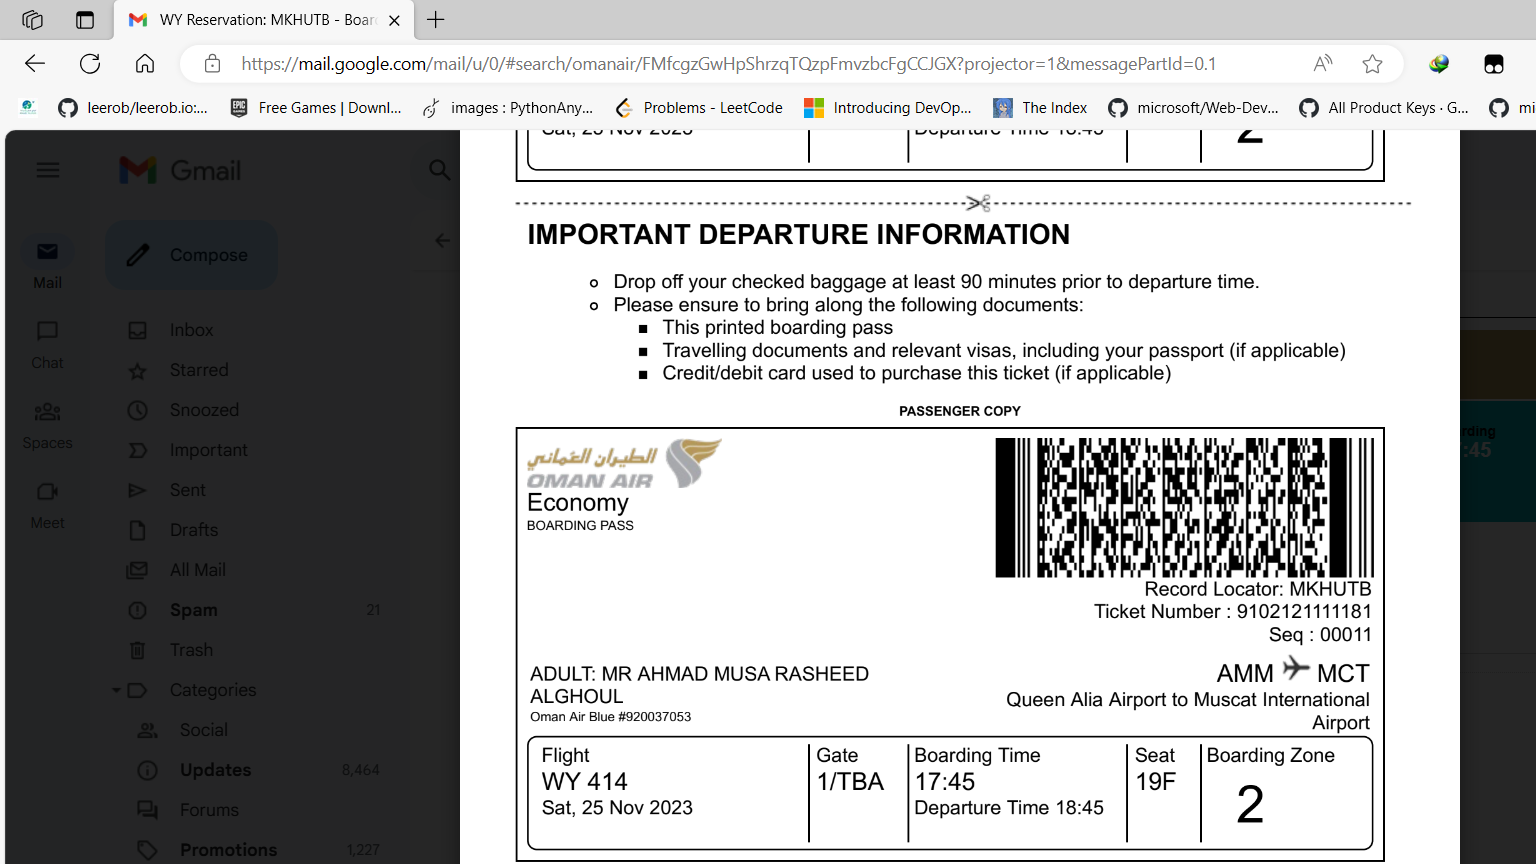 WY Reservation: MKHUTB - Boar
https://mail.google.com/mail/u/0/#search/omanair/FMfcgzGwHpShrzqTQzpFmvzbcFgCCJGX?projector=1&messagePartId=0.1
leerob/leerob.io:...
Free Games | Downl...
images : PythonAny...
Problems - LeetCode
Introducing DevOp...
The Index
microsoft/Web-Dev...
All Product Keys · G...
mi
Gmail
Compose
Mail
Chat
Spaces
Meet
Inbox
Starred
Snoozed
Important
Sent
Drafts
All Mail
Spam 21
Trash
Categories
Social
Updates 8,464
Forums
Promotions 1,227
Sat, 25 Nov 2023
Departure Time 18:45
2
IMPORTANT DEPARTURE INFORMATION
Drop off your checked baggage at least 90 minutes prior to departure time.
Please ensure to bring along the following documents:
This printed boarding pass
Travelling documents and relevant visas, including your passport (if applicable)
Credit/debit card used to purchase this ticket (if applicable)
PASSENGER COPY
الطيران العماني
OMAN AIR
Economy
BOARDING PASS
Record Locator: MKHUTB
Ticket Number : 9102121111181
Seq : 00011
ADULT: MR AHMAD MUSA RASHEED
ALGHOUL
Oman Air Blue #920037053
AMM MCT
Queen Alia Airport to Muscat International
Airport
Flight
WY 414
Sat, 25 Nov 2023
Gate
1/TBA
Boarding Time
17:45
Departure Time 18:45
Seat
19F
Boarding Zone
2
rding
:45